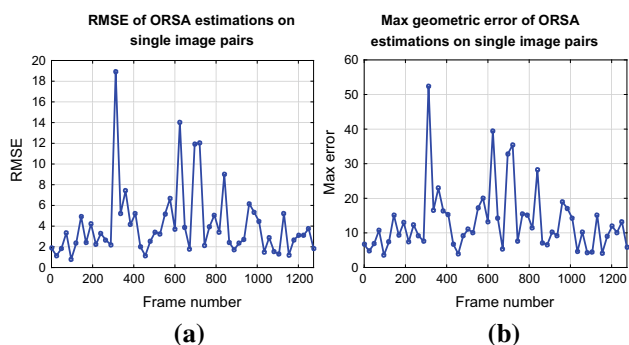 RMSE of ORSA estimations on
single image pairs
20
18
16
14
12
10
8
6
4
2
0
RMSE
0 200 400 600 800 1000 1200
Frame number
(a)
Max geometric error of ORSA
estimations on single image pairs
60
50
40
30
20
10
0
Max error
0 200 400 600 800 1000 1200
Frame number
(b)